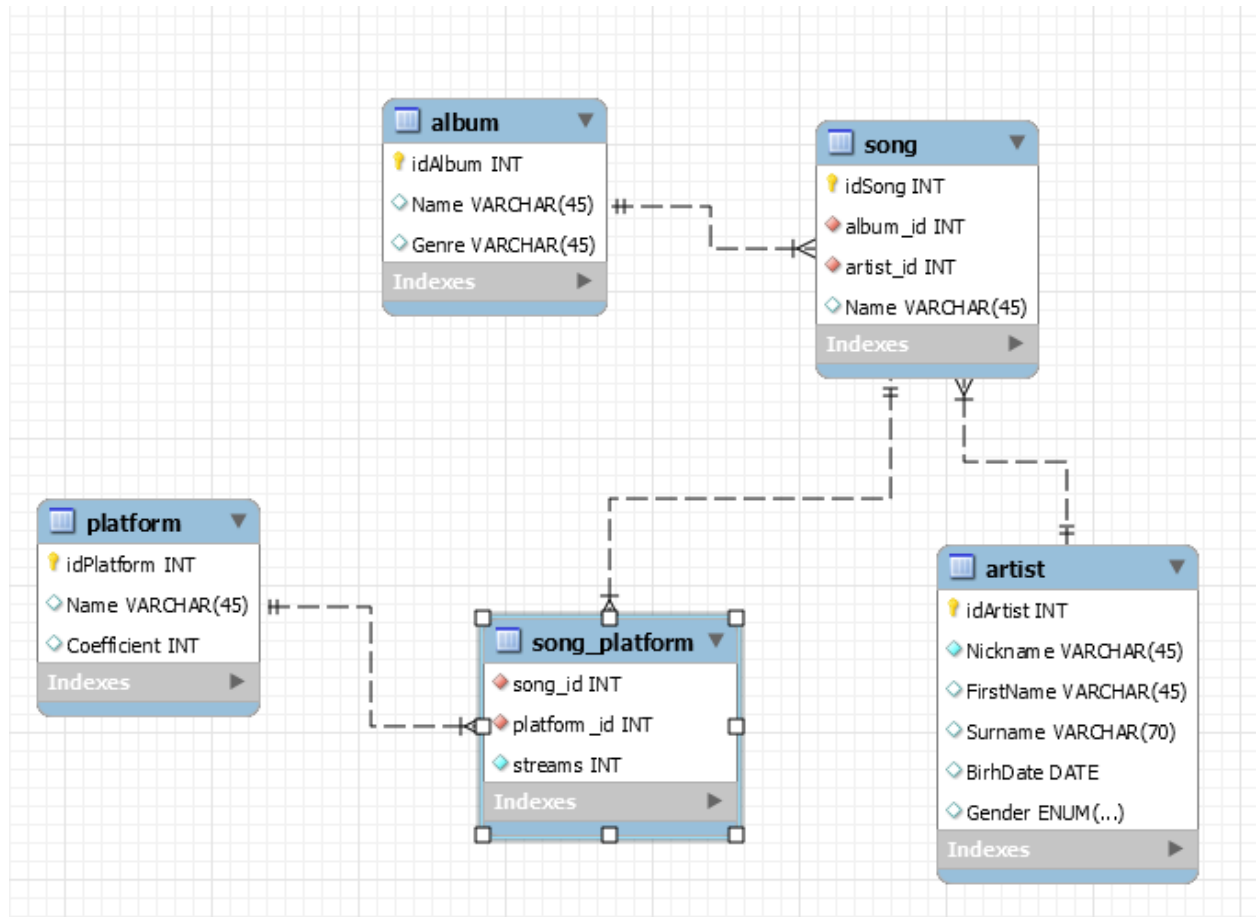 album
idAlbum INT
Name VARCHAR(45)
Genre VARCHAR(45)
Indexes
song
idSong INT
album_id INT
artist_id INT
Name VARCHAR(45)
Indexes
platform
idPlatform INT
Name VARCHAR(45)
Coefficient INT
Indexes
song_platform
song_id INT
platform_id INT
streams INT
Indexes
artist
idArtist INT
Nickname VARCHAR(45)
FirstName VARCHAR(45)
Surname VARCHAR(70)
BirhDate DATE
Gender ENUM(...)
Indexes